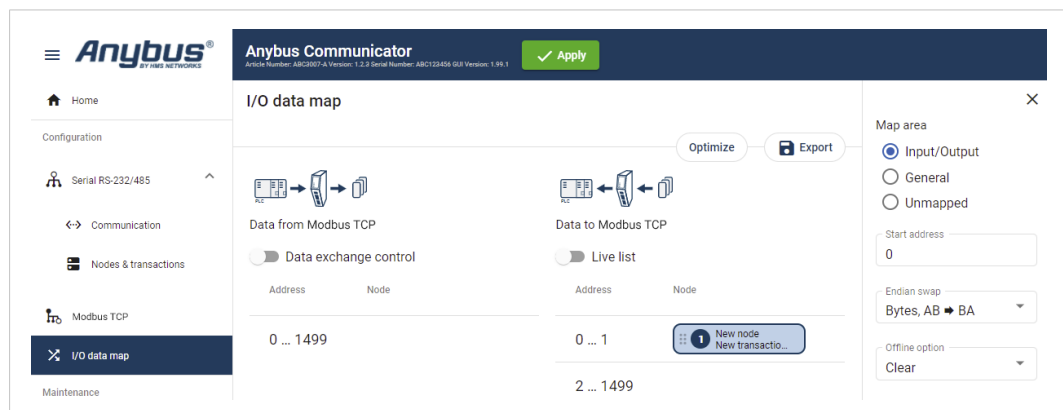 Anybus®
BY HMS NETWORKS
Anybus Communicator
Article Number: ABC3007-A Version: 1.2.3 Serial Number: ABC123456 GUI Version: 1.99.1
Apply
Home
Configuration
Serial RS-232/485
Communication
Nodes & transactions
Modbus TCP
I/O data map
Maintenance
I/O data map
Optimize
Export
PLC
Data from Modbus TCP
Data exchange control
Address Node
0 ... 1499
PLC
Data to Modbus TCP
Live list
Address Node
0 ... 1
1
New node
New transactio...
2 ... 1499
Map area
Input/Output
General
Unmapped
Start address
0
Endian swap
Bytes, AB ➡ BA
Offline option
Clear